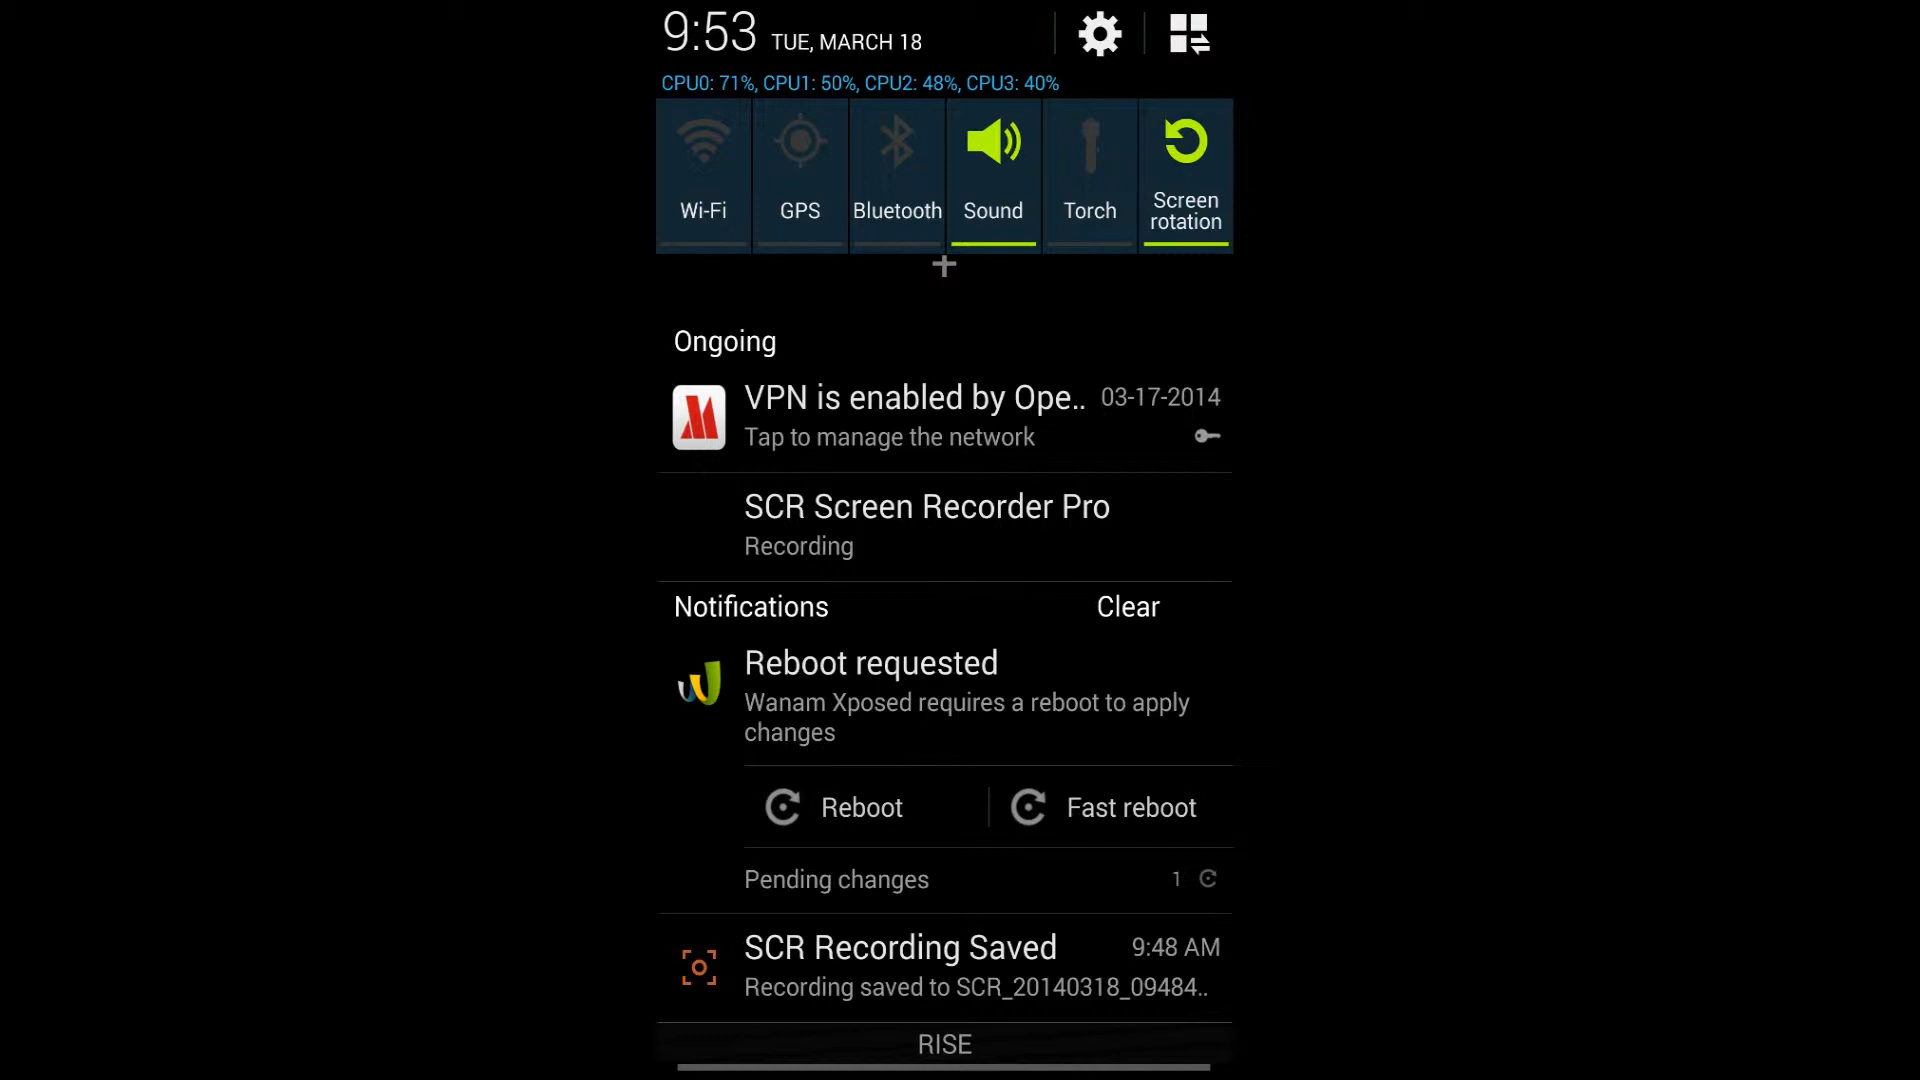 9:53 TUE, MARCH 18
CPU0: 71%, CPU1: 50%, CPU2: 48%, CPU3: 40%
Wi-Fi GPS Bluetooth Sound Torch Screen rotation
Ongoing
VPN is enabled by Ope.. 03-17-2014
Tap to manage the network
SCR Screen Recorder Pro
Recording
Notifications Clear
Reboot requested
Wanam Xposed requires a reboot to apply
changes
Reboot Fast reboot
Pending changes 1
SCR Recording Saved 9:48 AM
Recording saved to SCR_20140318_09484..
RISE